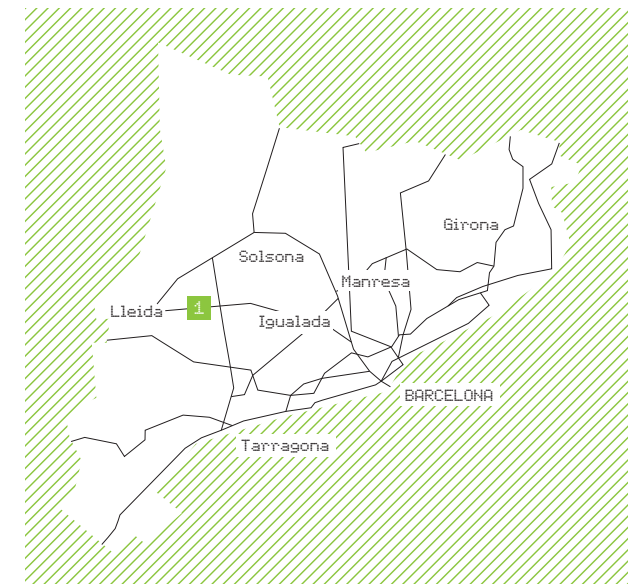 Girona
Solsona
Manresa
Lleida
1
Igualada
BARCELONA
Tarragona